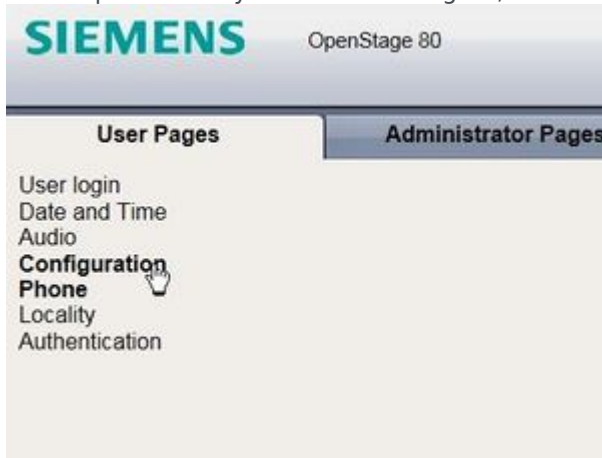 SIEMENS OpenStage 80
User Pages Administrator Pages
User login
Date and Time
Audio
Configuration
Phone
Locality
Authentication